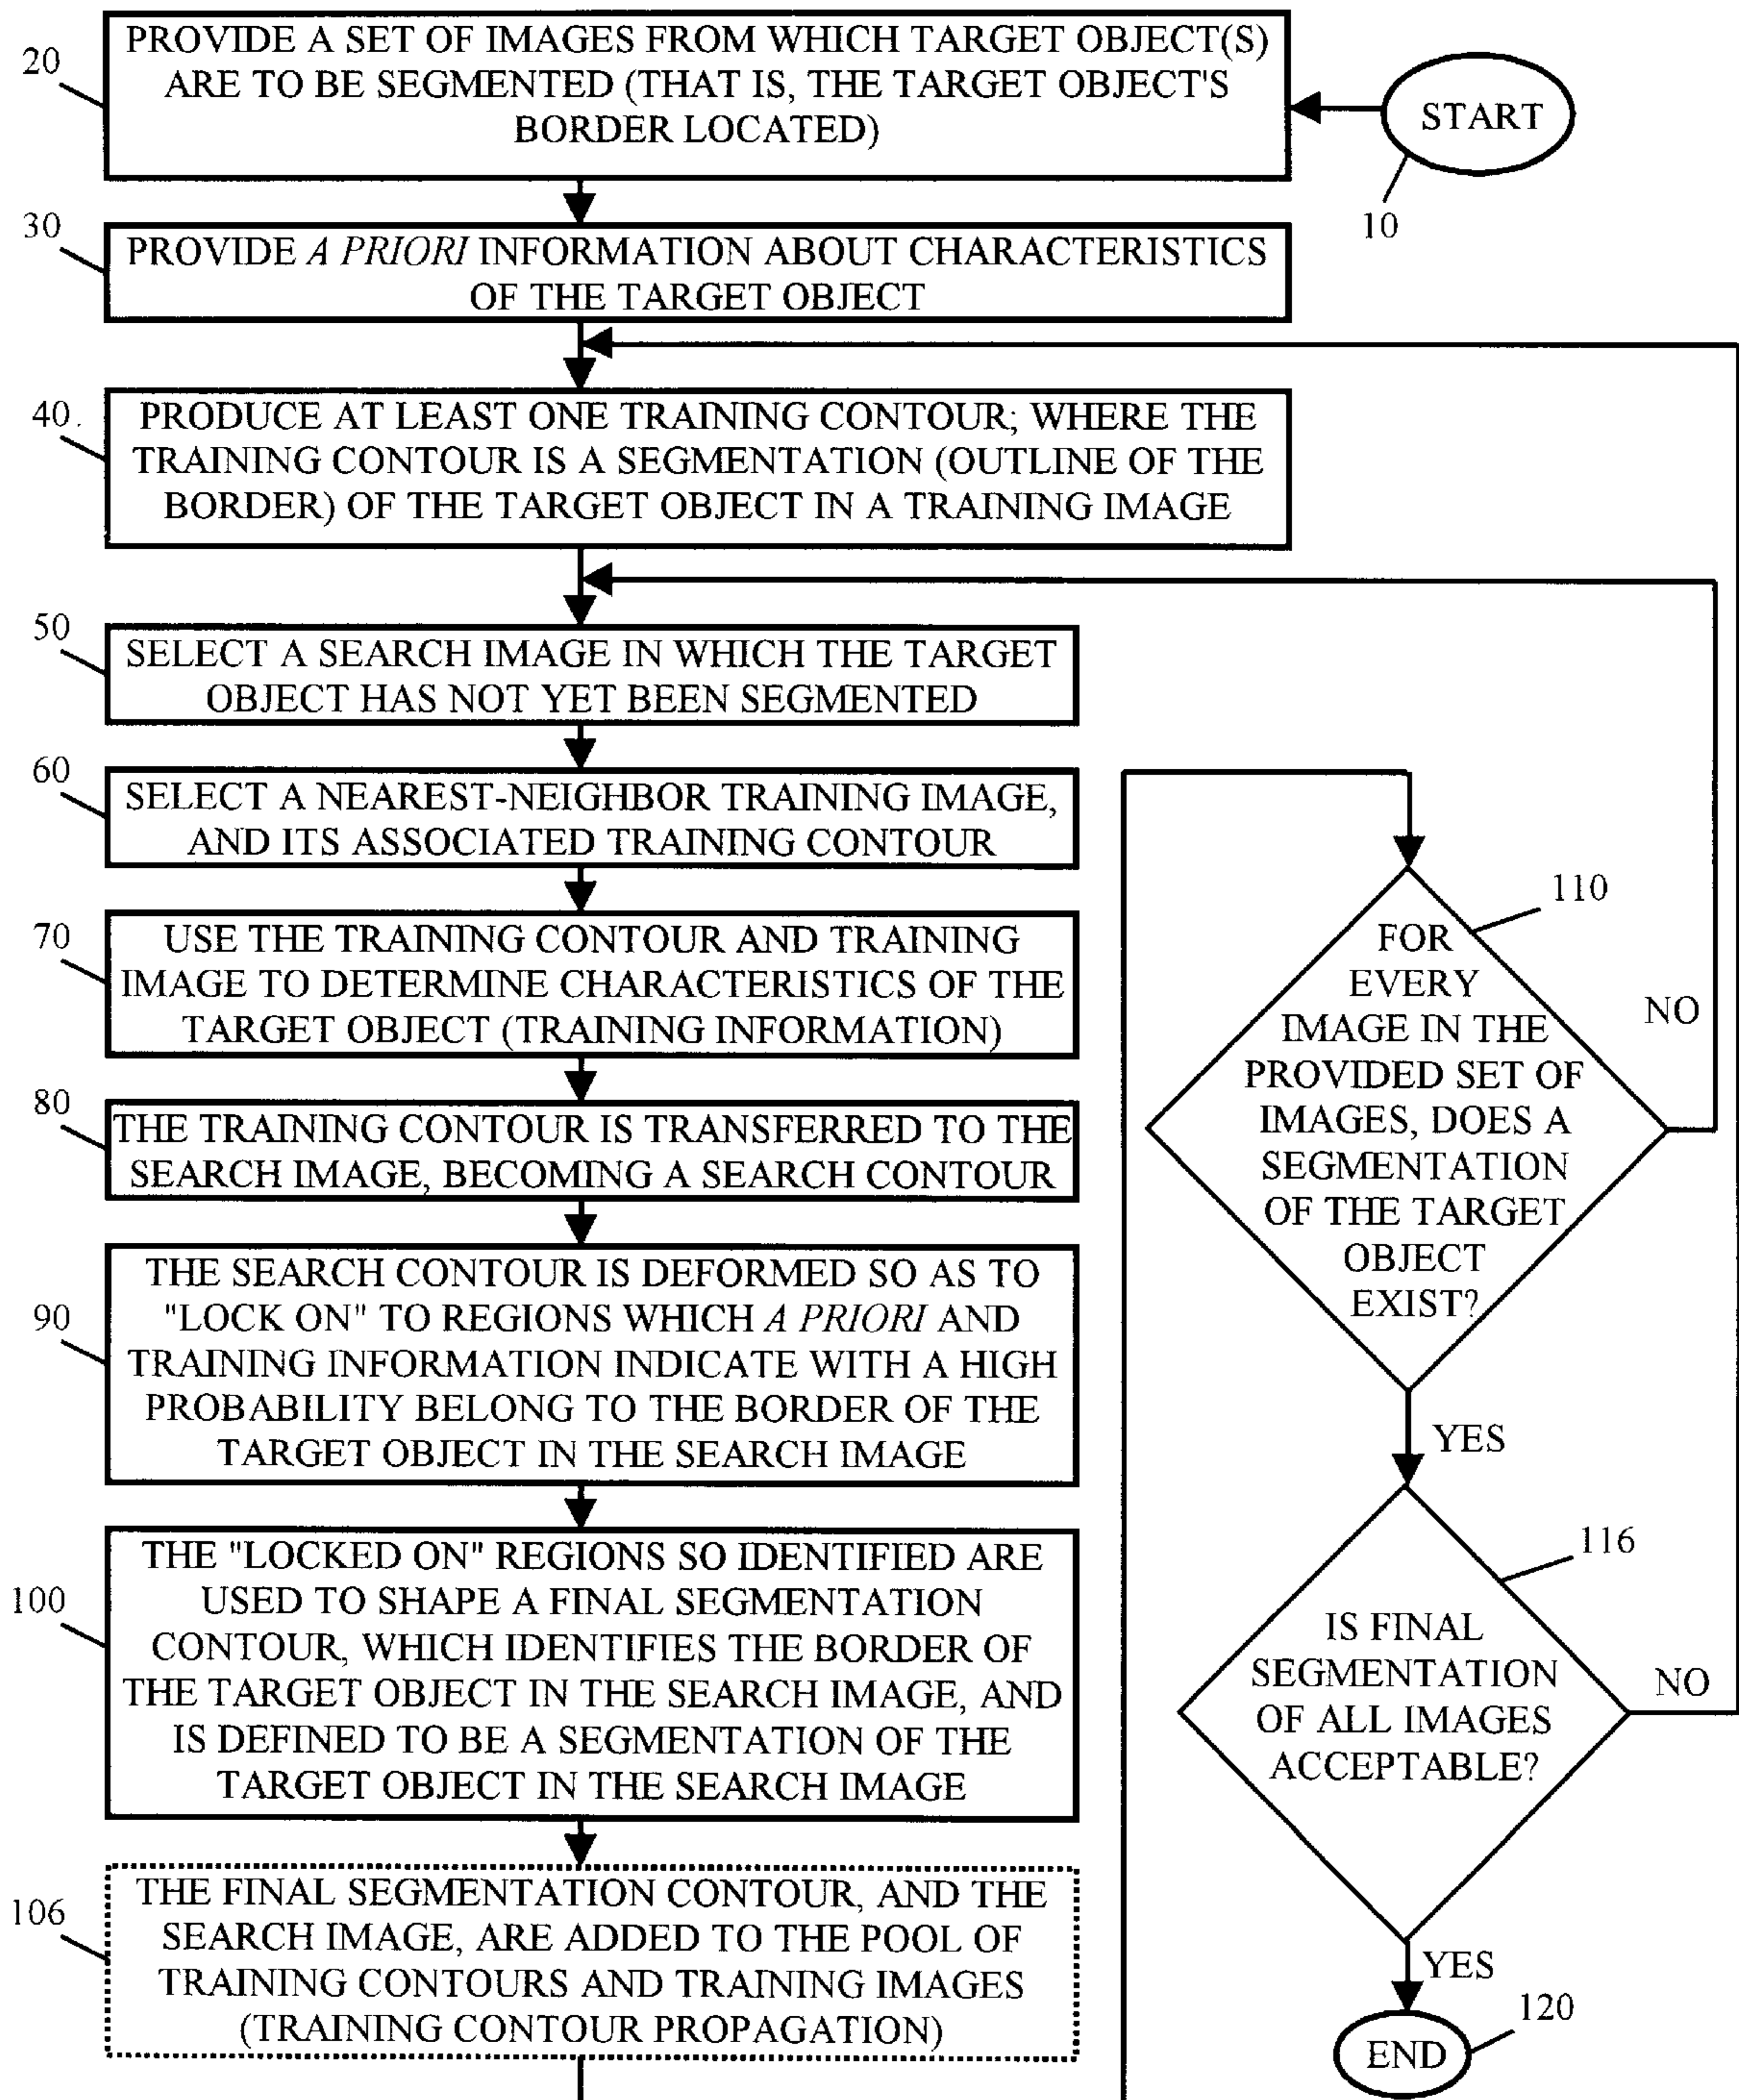 20
PROVIDE A SET OF IMAGES FROM WHICH TARGET OBJECT(S)
ARE TO BE SEGMENTED (THAT IS, THE TARGET OBJECT'S
BORDER LOCATED)
START
10
30
PROVIDE A PRIORI INFORMATION ABOUT CHARACTERISTICS
OF THE TARGET OBJECT
40
PRODUCE AT LEAST ONE TRAINING CONTOUR; WHERE THE
TRAINING CONTOUR IS A SEGMENTATION (OUTLINE OF THE
BORDER) OF THE TARGET OBJECT IN A TRAINING IMAGE
50
SELECT A SEARCH IMAGE IN WHICH THE TARGET
OBJECT HAS NOT YET BEEN SEGMENTED
60
SELECT A NEAREST-NEIGHBOR TRAINING IMAGE,
AND ITS ASSOCIATED TRAINING CONTOUR
70
USE THE TRAINING CONTOUR AND TRAINING
IMAGE TO DETERMINE CHARACTERISTICS OF THE
TARGET OBJECT (TRAINING INFORMATION)
80
THE TRAINING CONTOUR IS TRANSFERRED TO THE
SEARCH IMAGE, BECOMING A SEARCH CONTOUR
90
THE SEARCH CONTOUR IS DEFORMED SO AS TO
"LOCK ON" TO REGIONS WHICH A PRIORI AND
TRAINING INFORMATION INDICATE WITH A HIGH
PROBABILITY BELONG TO THE BORDER OF THE
TARGET OBJECT IN THE SEARCH IMAGE
100
THE "LOCKED ON" REGIONS SO IDENTIFIED ARE
USED TO SHAPE A FINAL SEGMENTATION
CONTOUR, WHICH IDENTIFIES THE BORDER OF
THE TARGET OBJECT IN THE SEARCH IMAGE, AND
IS DEFINED TO BE A SEGMENTATION OF THE
TARGET OBJECT IN THE SEARCH IMAGE
106
THE FINAL SEGMENTATION CONTOUR, AND THE
SEARCH IMAGE, ARE ADDED TO THE POOL OF
TRAINING CONTOURS AND TRAINING IMAGES
(TRAINING CONTOUR PROPAGATION)
110
FOR
EVERY
IMAGE IN THE
PROVIDED SET OF
IMAGES, DOES A
SEGMENTATION
OF THE TARGET
OBJECT
EXIST?
NO
YES
116
IS FINAL
SEGMENTATION
OF ALL IMAGES
ACCEPTABLE?
NO
YES
120
END